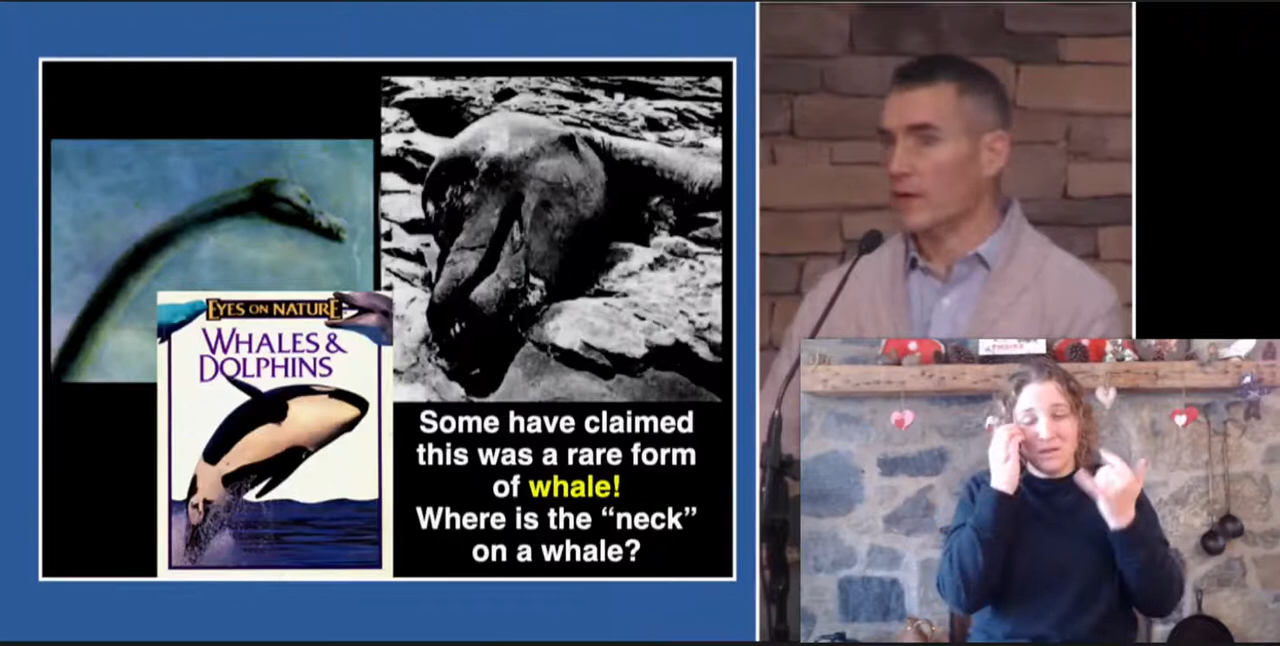 EYES ON NATURE
WHALES &
DOLPHINS
Some have claimed
this was a rare form
of whale!
Where is the “neck”
on a whale?